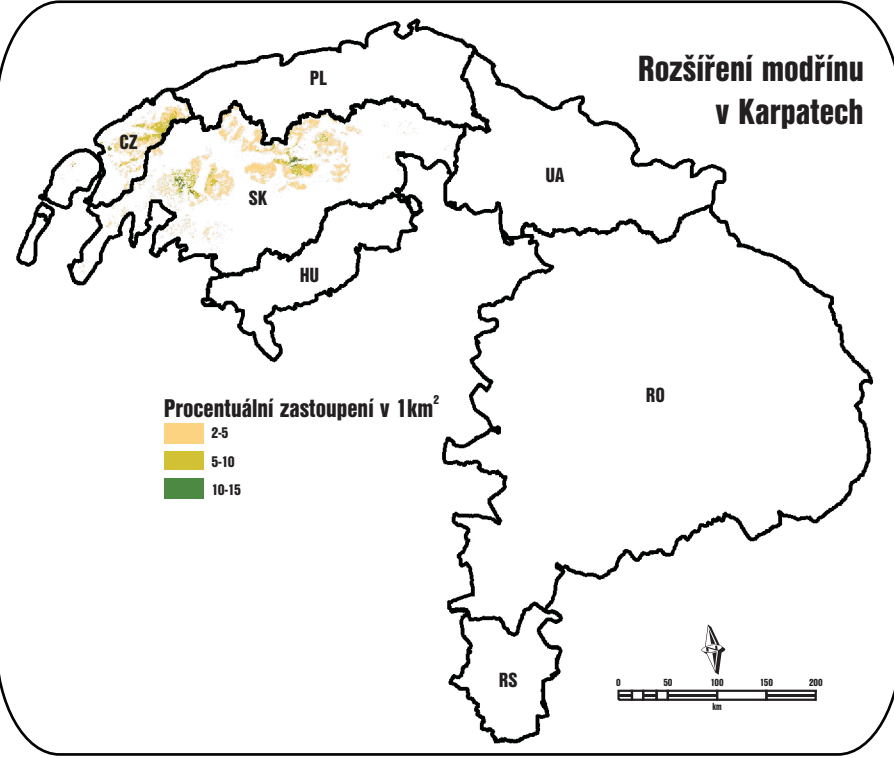 Rozšíření modřínu
v Karpatech
PL
CZ
UA
SK
HU
RO
RS
Procentuální zastoupení v 1km²
2-5
5-10
10-15
0 50 100 150 200
km